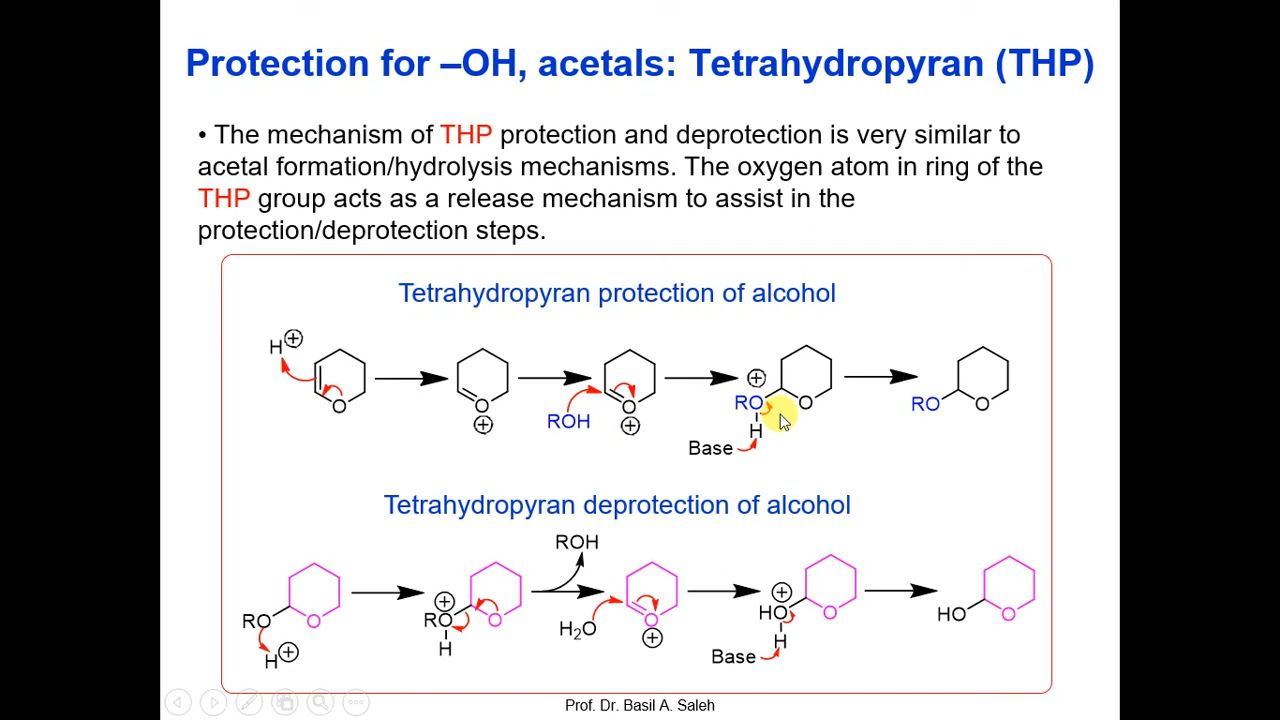 Protection for –OH, acetals: Tetrahydropyran (THP)
• The mechanism of THP protection and deprotection is very similar to
acetal formation/hydrolysis mechanisms. The oxygen atom in ring of the
THP group acts as a release mechanism to assist in the
protection/deprotection steps.
Tetrahydropyran protection of alcohol
H⊕
O
O
⊕
ROH
O
⊕
⊕
RO
H
Base
O
RO
O
Tetrahydropyran deprotection of alcohol
RO
O
H⊕
⊕
RO
H
O
ROH
H₂O
O
⊕
⊕
HO
H
Base
O
HO
O
Prof. Dr. Basil A. Saleh